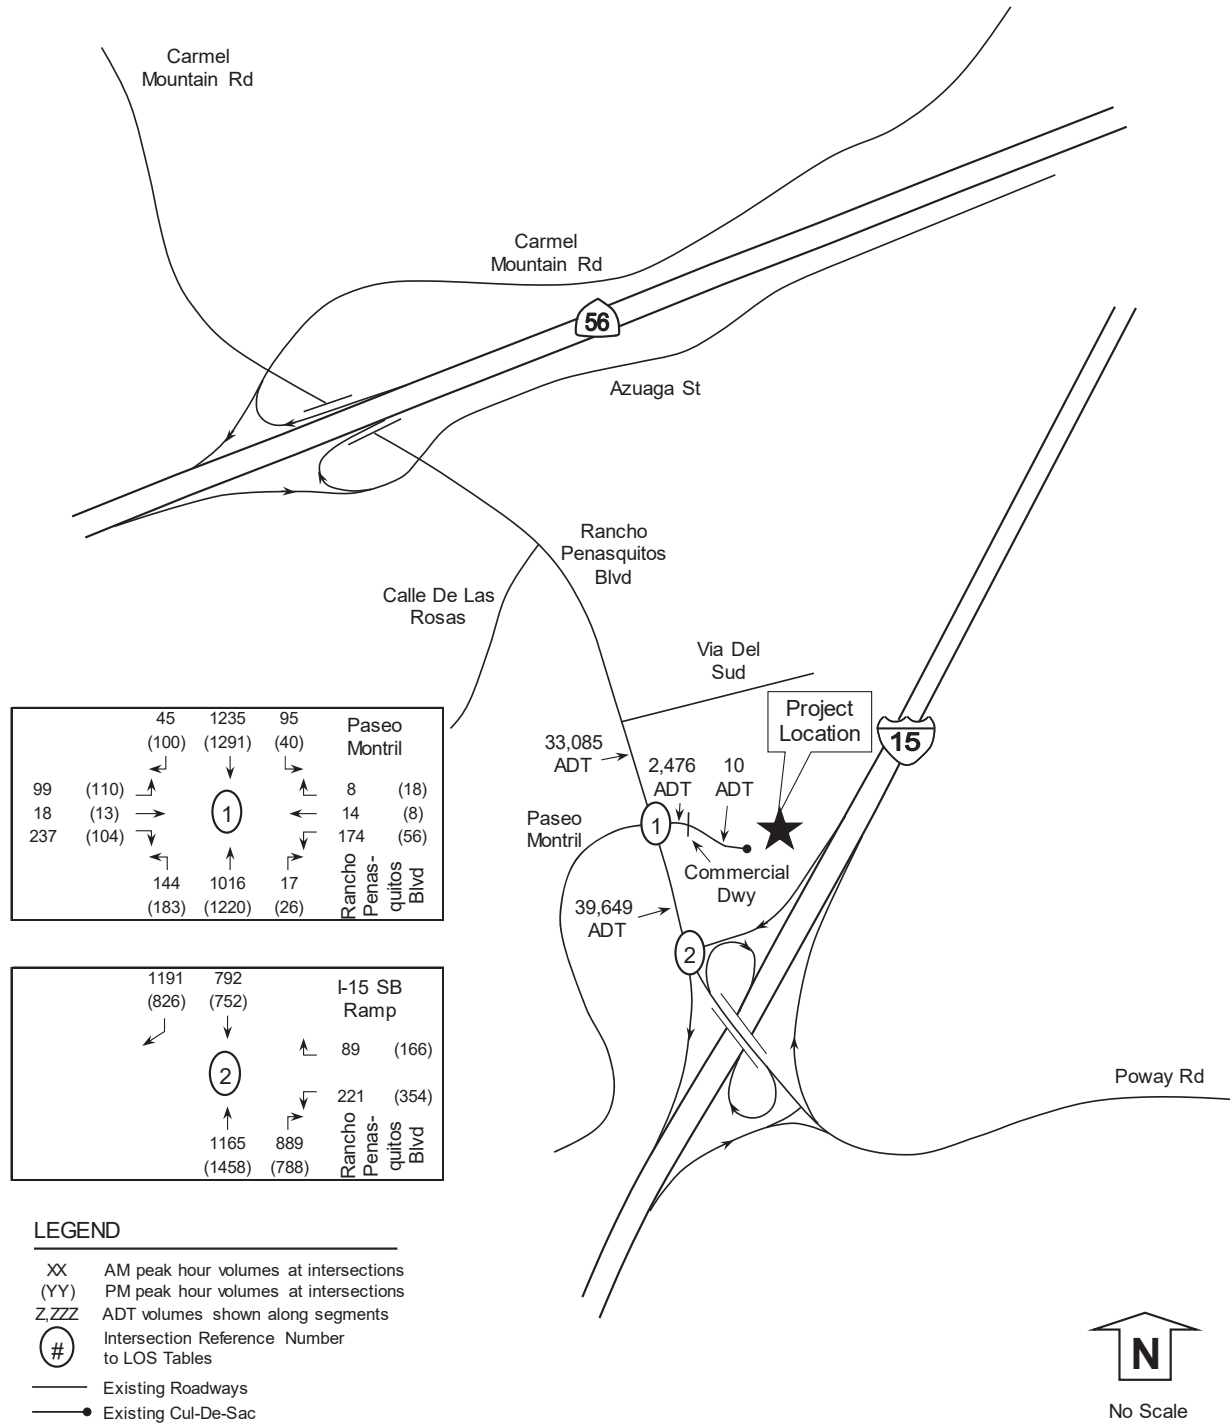 Carmel
Mountain Rd
Carmel
Mountain Rd
56
Azuaga St
Rancho
Penasquitos
Blvd
Calle De Las
Rosas
Via Del
Sud
Project
Location
15
33,085
ADT
2,476
ADT
10
ADT
Paseo
Montril
1
Commercial
Dwy
39,649
ADT
2
Poway Rd
45 1235 95
(100) (1291) (40)
Paseo
Montril
99 (110) 8 (18)
18 (13) 1 14 (8)
237 (104) 174 (56)
144 1016 17
(183) (1220) (26)
Rancho
Penas-
quitos
Blvd
1191 792
(826) (752)
I-15 SB
Ramp
89 (166)
2
221 (354)
1165 889
(1458) (788)
Rancho
Penas-
quitos
Blvd
LEGEND
XX AM peak hour volumes at intersections
(YY) PM peak hour volumes at intersections
Z,ZZZ ADT volumes shown along segments
# Intersection Reference Number
to LOS Tables
Existing Roadways
Existing Cul-De-Sac
N
No Scale